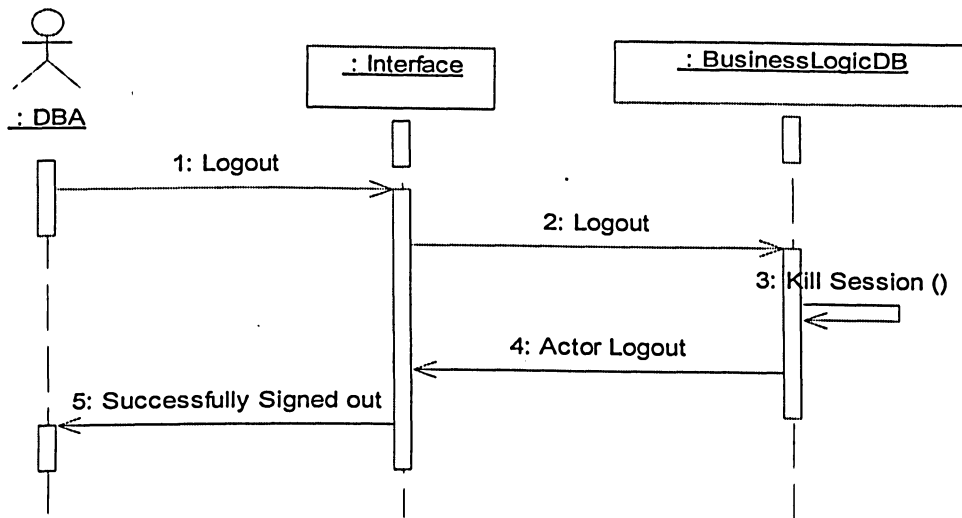 : Interface
: BusinessLogicDB
: DBA
1: Logout
2: Logout
3: Kill Session ()
4: Actor Logout
5: Successfully Signed out